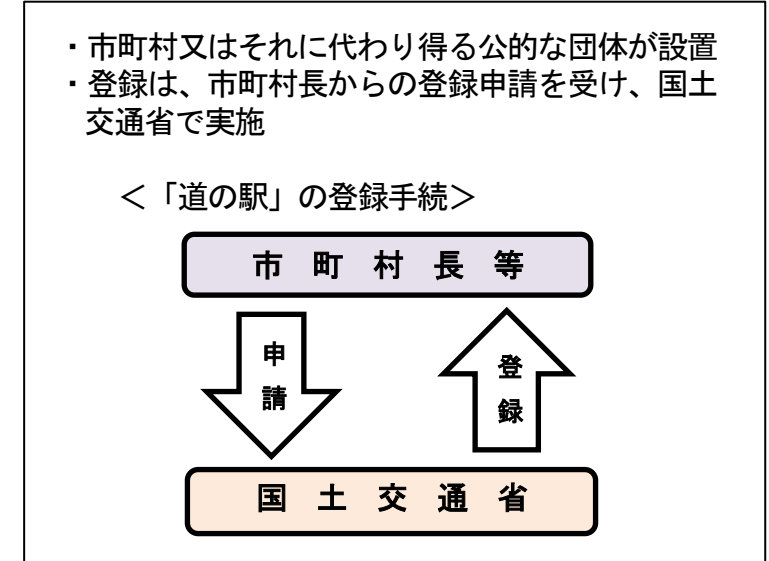 ・市町村又はそれに代わり得る公的な団体が設置
・登録は、市町村長からの登録申請を受け、国土
交通省で実施
＜「道の駅」の登録手続＞
市町村長等
申請
登録
国土交通省